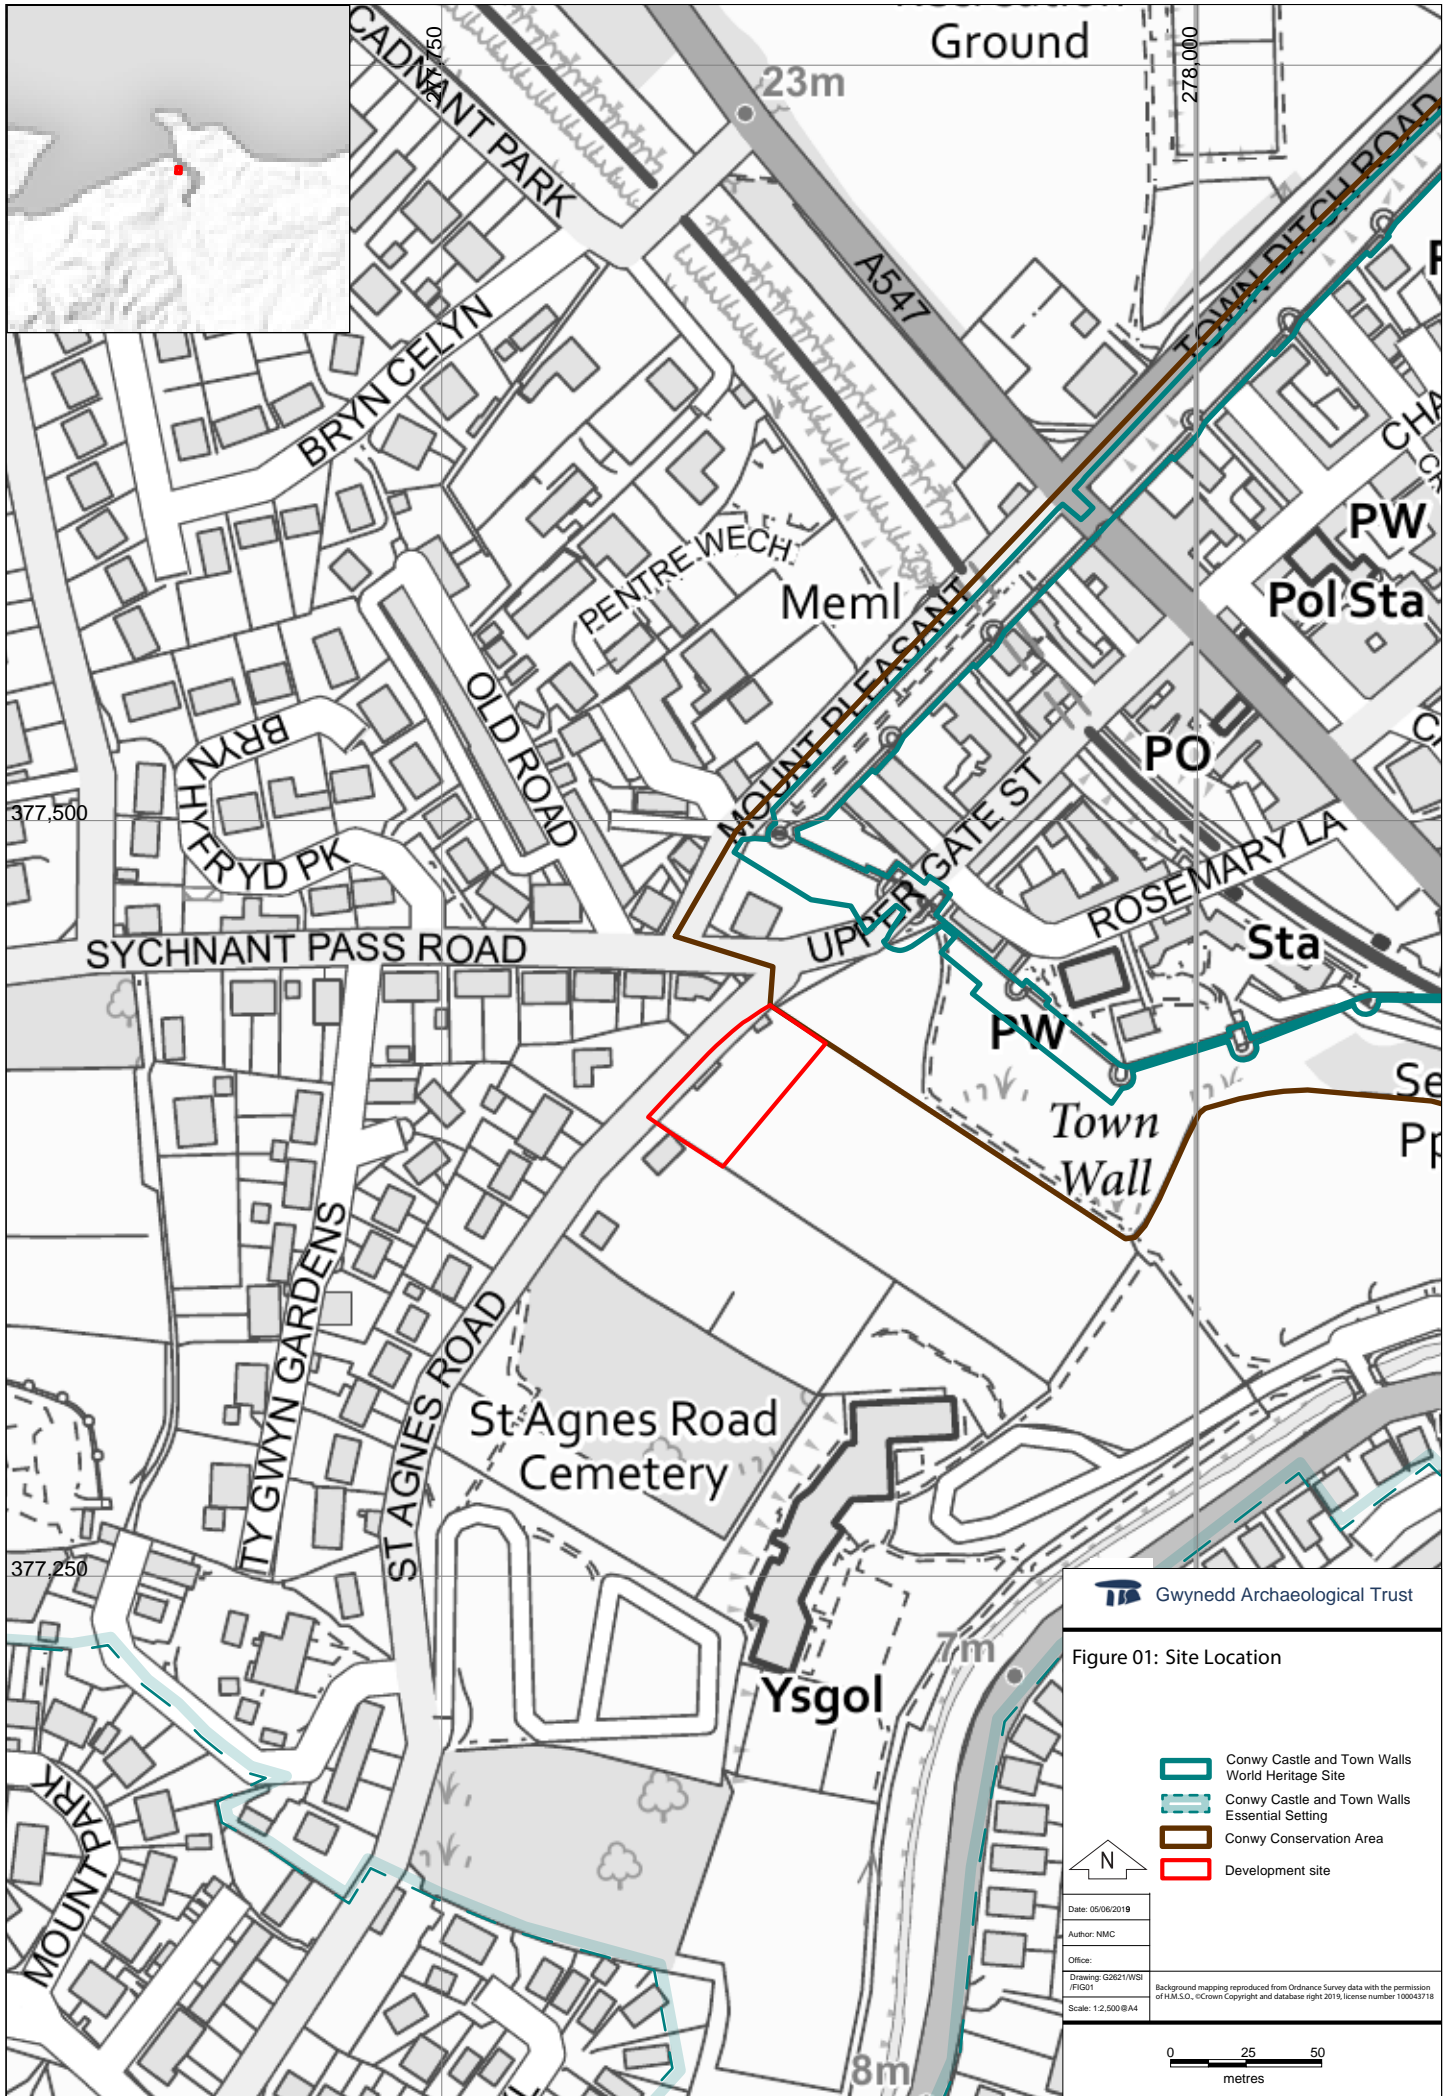 Ground
23m
277,750
278,000
CADNANT PARK
A547
TOWN DITCH ROAD
BRYN CELYN
PENTRE WECH
Meml
PW
Pol Sta
OLD ROAD
MOUNT PLEASANT
BRYN
HYFRYD PK
PO
377,500
UPPER GATE ST
ROSEMARY LA
SYCHNANT PASS ROAD
Sta
PW
Town
Wall
TY GWYN GARDENS
ST AGNES ROAD
St Agnes Road
Cemetery
377,250
Ysgol
7m
8m
MOUNT PARK
Gwynedd Archaeological Trust
Figure 01: Site Location
Conwy Castle and Town Walls
World Heritage Site
Conwy Castle and Town Walls
Essential Setting
Conwy Conservation Area
Development site
N
Date: 05/06/2019
Author: NMC
Office:
Drawing: G2621/WSI
/FIG01
Scale: 1:2,500@A4
Background mapping reproduced from Ordnance Survey data with the permission
of H.M.S.O., ©Crown Copyright and database right 2019, license number 100043718
0 25 50
metres